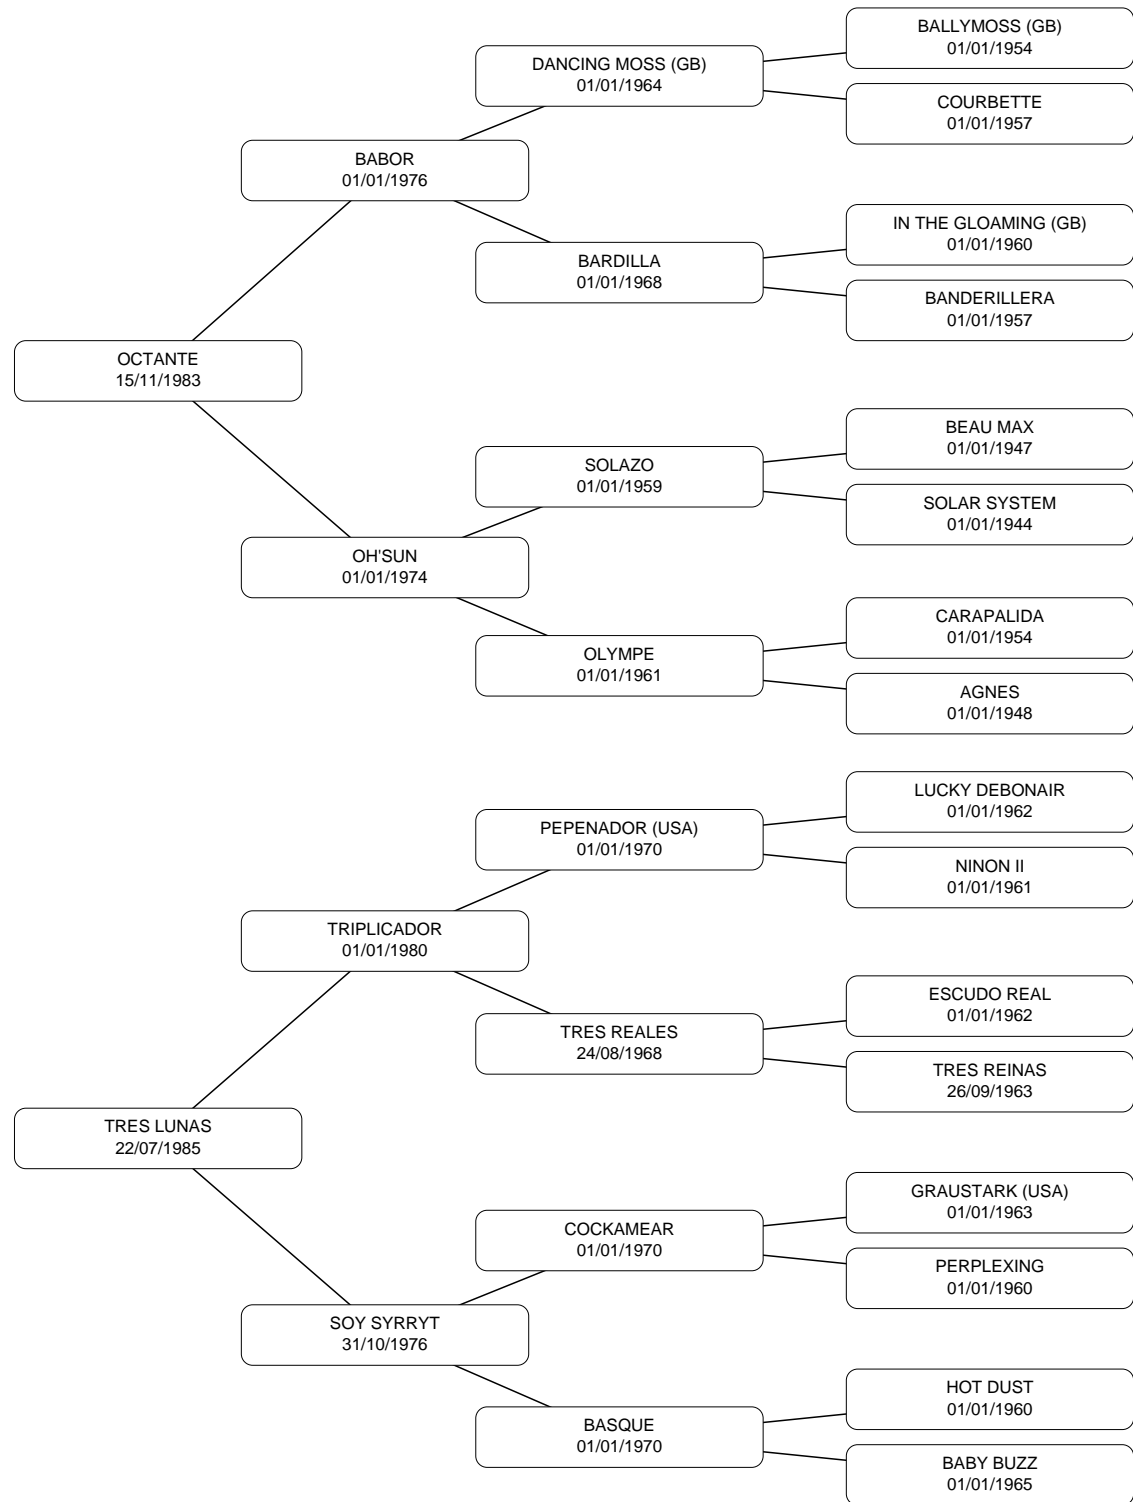 BALLYMOSS (GB)
01/01/1954
DANCING MOSS (GB)
01/01/1964
COURBETTE
01/01/1957
BABOR
01/01/1976
IN THE GLOAMING (GB)
01/01/1960
BARDILLA
01/01/1968
BANDERILLERA
01/01/1957
OCTANTE
15/11/1983
BEAU MAX
01/01/1947
SOLAZO
01/01/1959
SOLAR SYSTEM
01/01/1944
OH'SUN
01/01/1974
CARAPALIDA
01/01/1954
OLYMPE
01/01/1961
AGNES
01/01/1948
LUCKY DEBONAIR
01/01/1962
PEPENADOR (USA)
01/01/1970
NINON II
01/01/1961
TRIPLICADOR
01/01/1980
ESCUDO REAL
01/01/1962
TRES REALES
24/08/1968
TRES REINAS
26/09/1963
TRES LUNAS
22/07/1985
GRAUSTARK (USA)
01/01/1963
COCKAMEAR
01/01/1970
PERPLEXING
01/01/1960
SOY SYRRYT
31/10/1976
HOT DUST
01/01/1960
BASQUE
01/01/1970
BABY BUZZ
01/01/1965